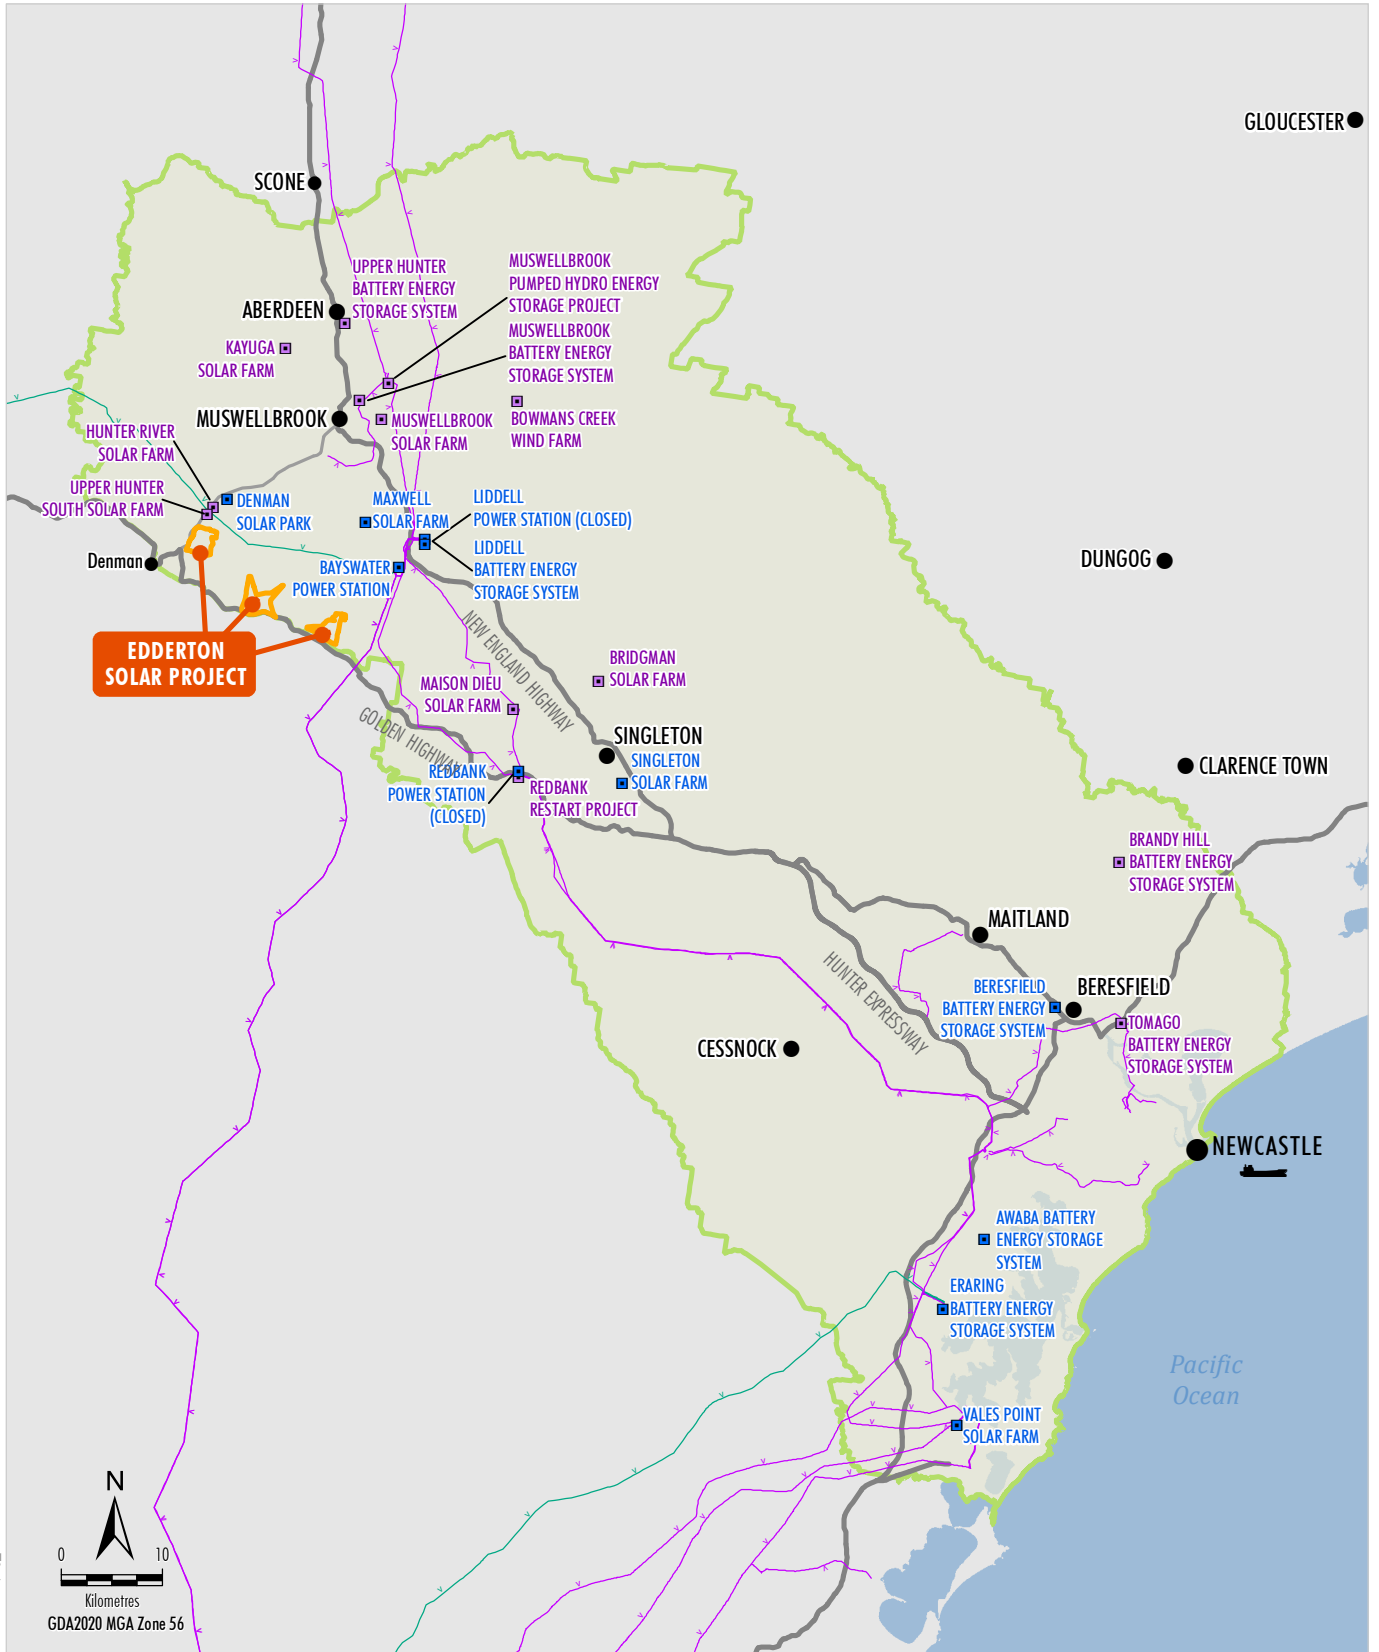 GLOUCESTER
SCONE
UPPER HUNTER
BATTERY ENERGY
STORAGE SYSTEM
MUSWELLBROOK
PUMPED HYDRO ENERGY
STORAGE PROJECT
ABERDEEN
MUSWELLBROOK
BATTERY ENERGY
STORAGE SYSTEM
KAYUGA
SOLAR FARM
MUSWELLBROOK
MUSWELLBROOK
SOLAR FARM
BOWMANS CREEK
WIND FARM
HUNTER RIVER
SOLAR FARM
UPPER HUNTER
SOUTH SOLAR FARM
DENMAN
SOLAR PARK
MAXWELL
SOLAR FARM
LIDDELL
POWER STATION (CLOSED)
LIDDELL
BATTERY ENERGY
STORAGE SYSTEM
Denman
BAYSWATER
POWER STATION
DUNGOG
EDDERTON
SOLAR PROJECT
NEW ENGLAND HIGHWAY
BRIDGMAN
SOLAR FARM
MAISON DIEU
SOLAR FARM
GOLDEN HIGHWAY
SINGLETON
SINGLETON
SOLAR FARM
REDBANK
POWER STATION
(CLOSED)
REDBANK
RESTART PROJECT
CLARENCE TOWN
BRANDY HILL
BATTERY ENERGY
STORAGE SYSTEM
MAITLAND
HUNTER EXPRESSWAY
BERESFIELD
BATTERY ENERGY
STORAGE SYSTEM
BERESFIELD
TOMAGO
BATTERY ENERGY
STORAGE SYSTEM
CESSNOCK
NEWCASTLE
AWABA BATTERY
ENERGY STORAGE
SYSTEM
ERARING
BATTERY ENERGY
STORAGE SYSTEM
Pacific
Ocean
VALES POINT
SOLAR FARM
N
0 10
Kilometres
GDA2020 MGA Zone 56